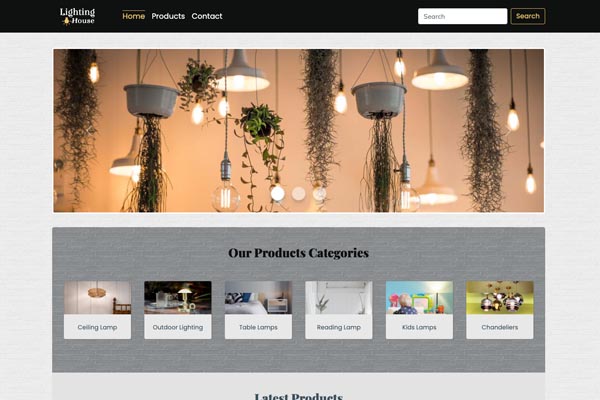 Lighting
House
Home Products Contact
Search
Search
Our Products Categories
Ceiling Lamp
Outdoor Lighting
Table Lamps
Reading Lamp
Kids Lamps
Chandeliers
Latest Products